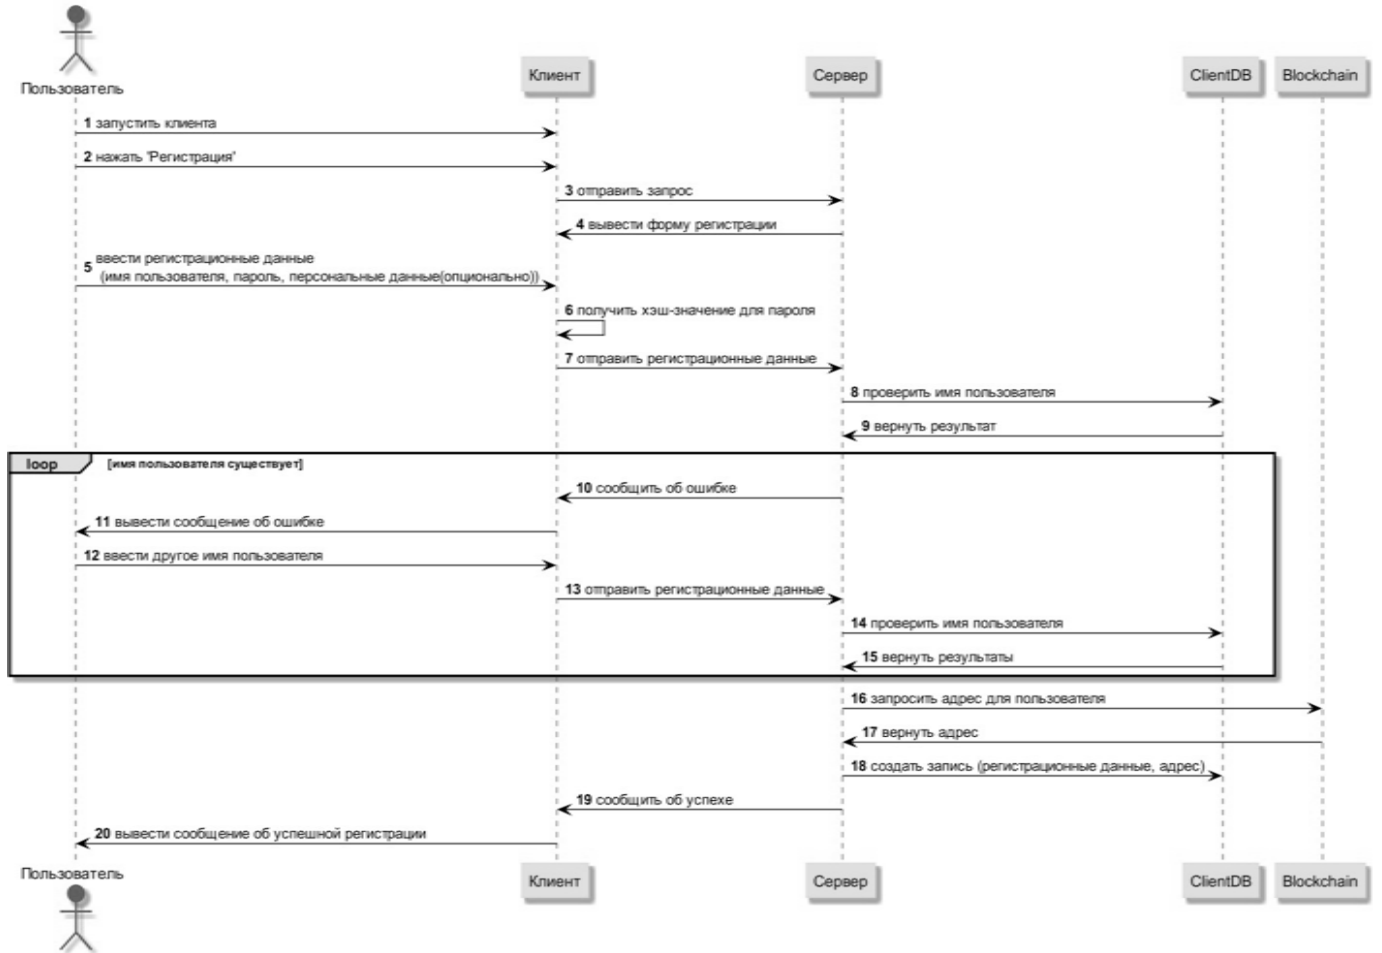 Пользователь
Клиент
Сервер
ClientDB
Blockchain
1 запустить клиента
2 нажать 'Регистрация'
3 отправить запрос
4 вывести форму регистрации
ввести регистрационные данные
5 (имя пользователя, пароль, персональные данные(опционально))
6 получить хэш-значение для пароля
7 отправить регистрационные данные
8 проверить имя пользователя
9 вернуть результат
loop [имя пользователя существует]
10 сообщить об ошибке
11 вывести сообщение об ошибке
12 ввести другое имя пользователя
13 отправить регистрационные данные
14 проверить имя пользователя
15 вернуть результаты
16 запросить адрес для пользователя
17 вернуть адрес
18 создать запись (регистрационные данные, адрес)
19 сообщить об успехе
20 вывести сообщение об успешной регистрации
Пользователь
Клиент
Сервер
ClientDB
Blockchain